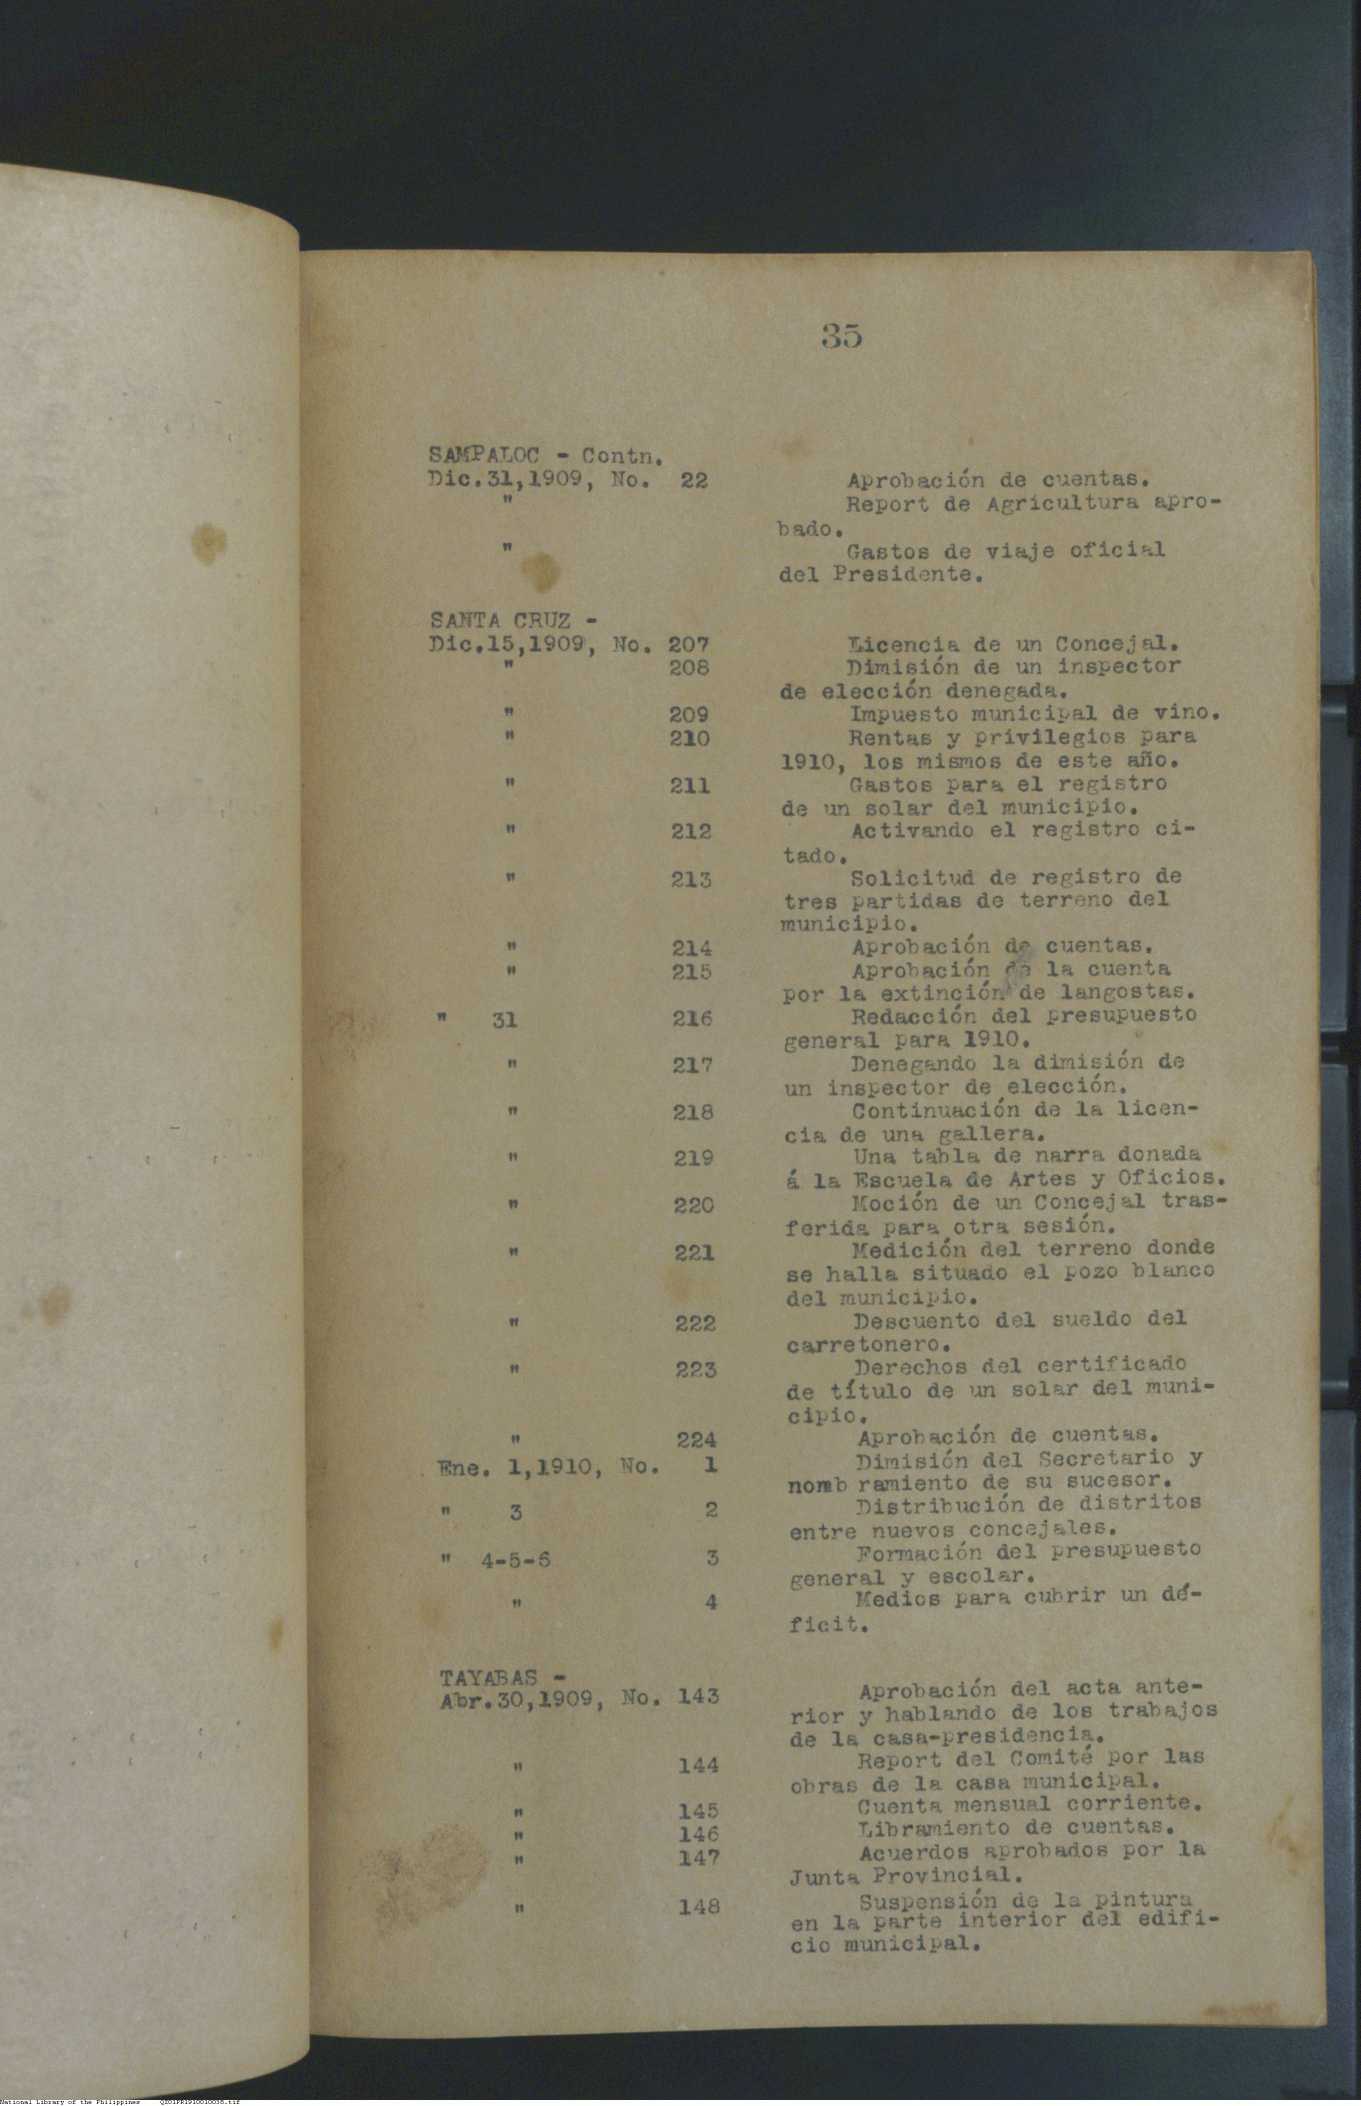 35
SAMPALOC - Contn.
Dic.31,1909, No. 22 Aprobación de cuentas.
" Report de Agricultura apro-
bado.
" Gastos de viaje oficial
del Presidente.
SANTA CRUZ -
Dic.15,1909, No. 207 Licencia de un Concejal.
" 208 Dimisión de un inspector
de elección denegada.
" 209 Impuesto municipal de vino.
" 210 Rentas y privilegios para
1910, los mismos de este año.
" 211 Gastos para el registro
de un solar del municipio.
" 212 Activando el registro ci-
tado.
" 213 Solicitud de registro de
tres partidas de terreno del
municipio.
" 214 Aprobación de cuentas.
" 215 Aprobación de la cuenta
por la extinción de langostas.
" 31 216 Redacción del presupuesto
general para 1910.
" 217 Denegando la dimisión de
un inspector de elección.
" 218 Continuación de la licen-
cia de una gallera.
" 219 Una tabla de narra donada
á la Escuela de Artes y Oficios.
" 220 Moción de un Concejal tras-
ferida para otra sesión.
" 221 Medición del terreno donde
se halla situado el pozo blanco
del municipio.
" 222 Descuento del sueldo del
carretonero.
" 223 Derechos del certificado
de título de un solar del muni-
cipio.
" 224 Aprobación de cuentas.
Ene. 1,1910, No. 1 Dimisión del Secretario y
nomb ramiento de su sucesor.
" 3 2 Distribución de distritos
entre nuevos concejales.
" 4-5-6 3 Formación del presupuesto
general y escolar.
" 4 Medios para cubrir un dé-
ficit.
TAYABAS -
Abr.30,1909, No. 143 Aprobación del acta ante-
rior y hablando de los trabajos
de la casa-presidencia.
" 144 Report del Comité por las
obras de la casa municipal.
" 145 Cuenta mensual corriente.
" 146 Libramiento de cuentas.
" 147 Acuerdos aprobados por la
Junta Provincial.
" 148 Suspensión de la pintura
en la parte interior del edifi-
cio municipal.
National Library of the Philippines